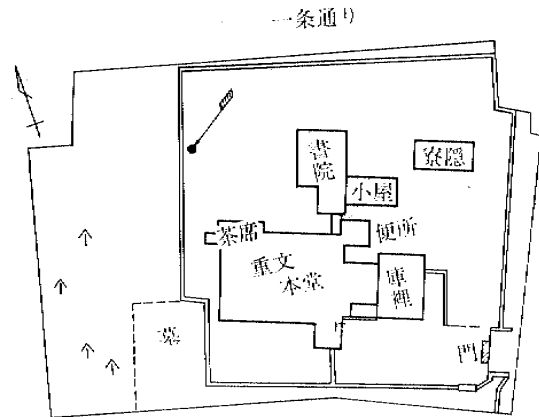 一条通り
書院
寮隠
小屋
茶席
便所
重文
本堂
庫裡
墓
門